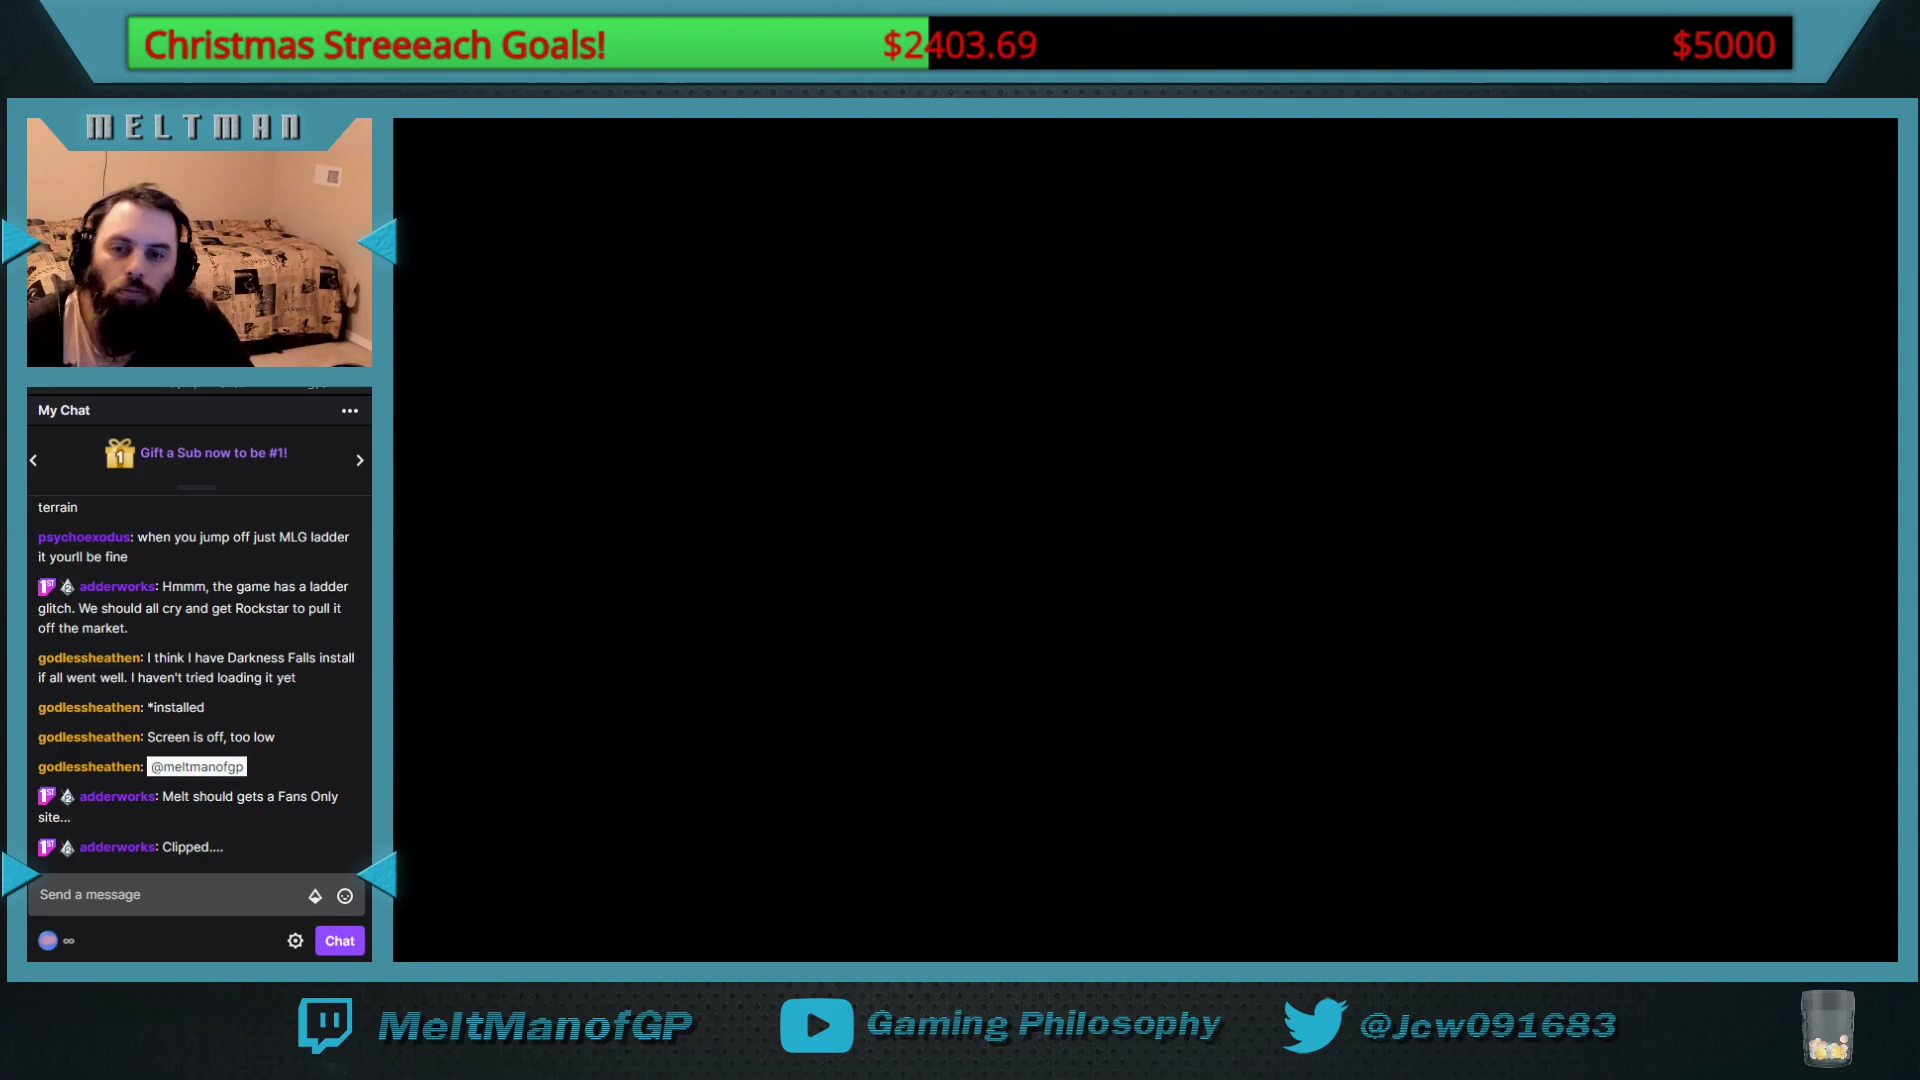 Christmas Streeeach Goals! $2403.69 $5000
MELTMAN
My Chat
Gift a Sub now to be #1!
terrain
psychoexodus: when you jump off just MLG ladder
it yourll be fine
adderworks: Hmmm, the game has a ladder
glitch. We should all cry and get Rockstar to pull it
off the market.
godlessheathen: I think I have Darkness Falls install
if all went well. I haven't tried loading it yet
godlessheathen: *installed
godlessheathen: Screen is off, too low
godlessheathen: @meltmanofgp
adderworks: Melt should gets a Fans Only
site...
adderworks: Clipped....
Send a message
Chat
MeltManofGP Gaming Philosophy @Jcw091683